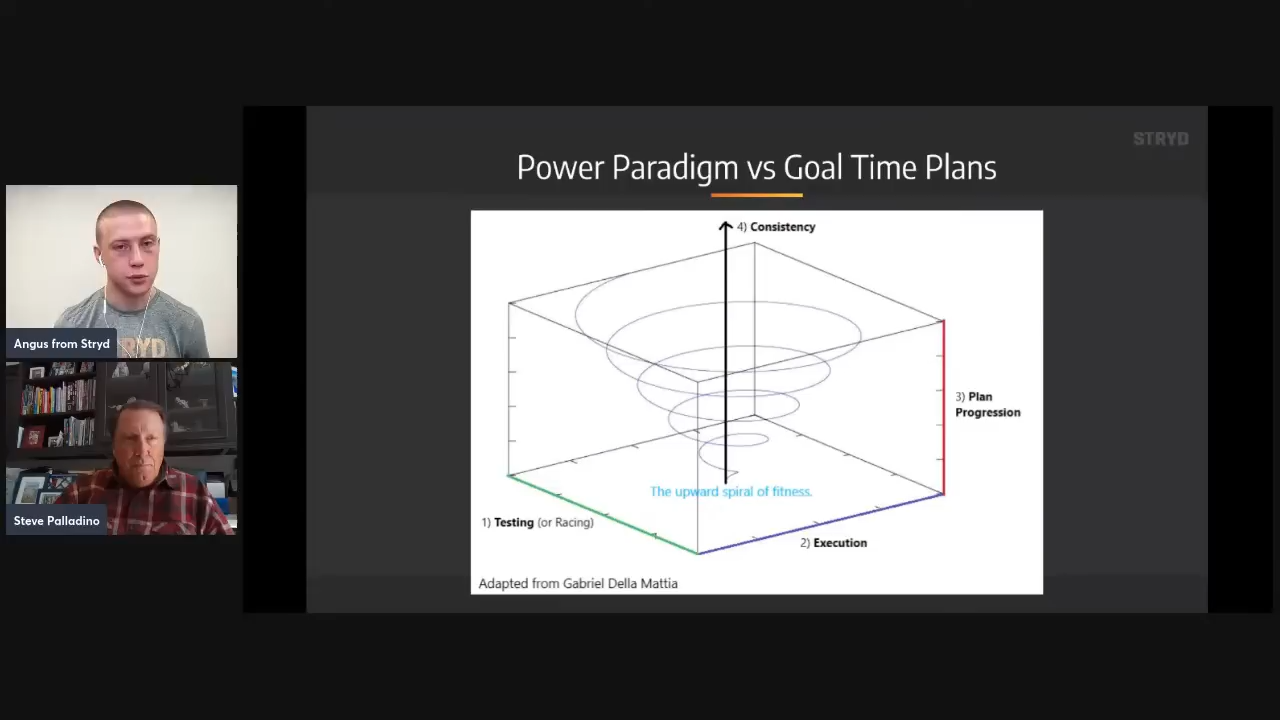 STRYD
Power Paradigm vs Goal Time Plans
4) Consistency
3) Plan
Progression
The upward spiral of fitness.
1) Testing (or Racing)
2) Execution
Adapted from Gabriel Della Mattia
Angus from Stryd
Steve Palladino